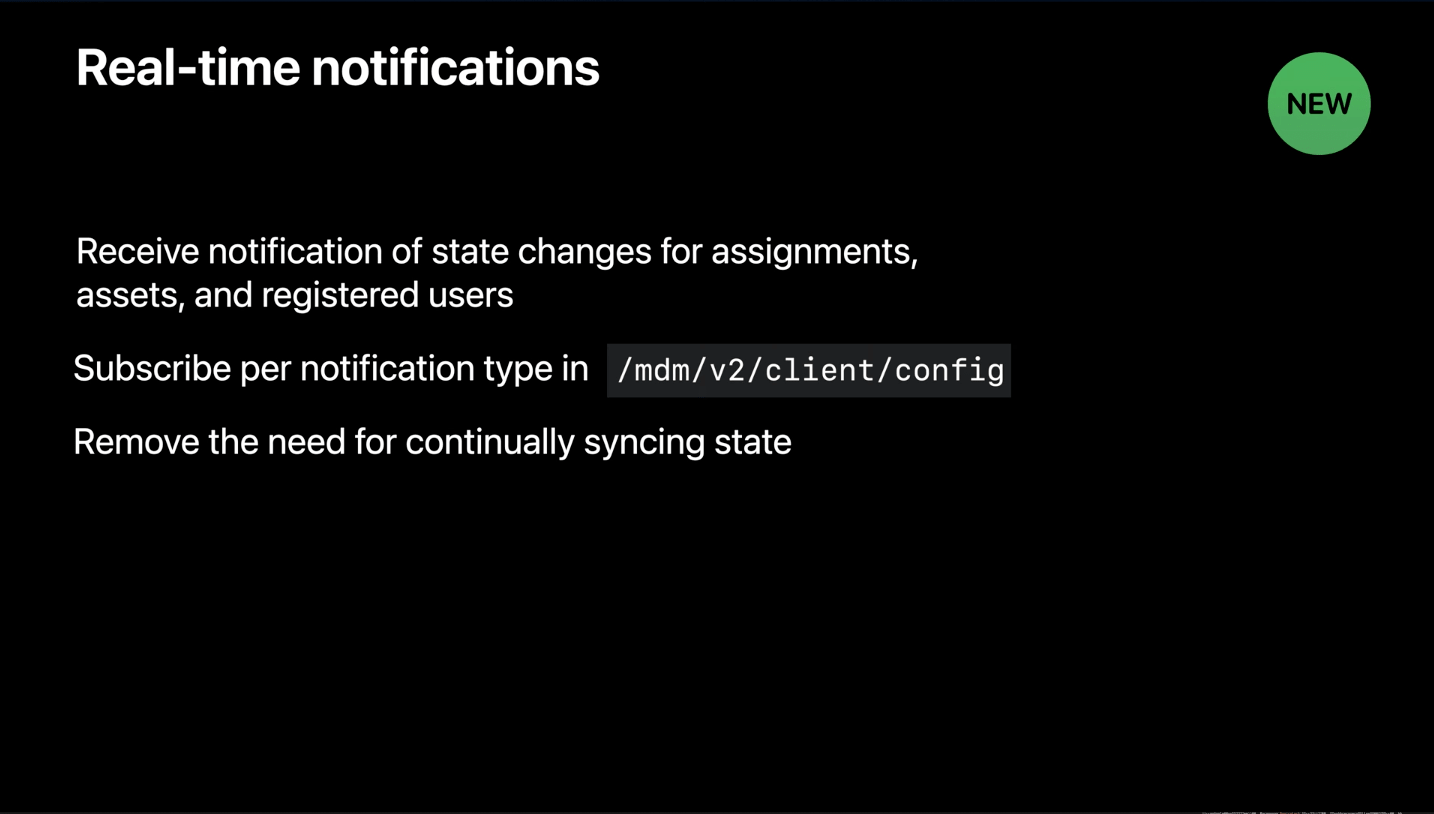 Real-time notifications
NEW
Receive notification of state changes for assignments,
assets, and registered users
Subscribe per notification type in /mdm/v2/client/config
Remove the need for continually syncing state